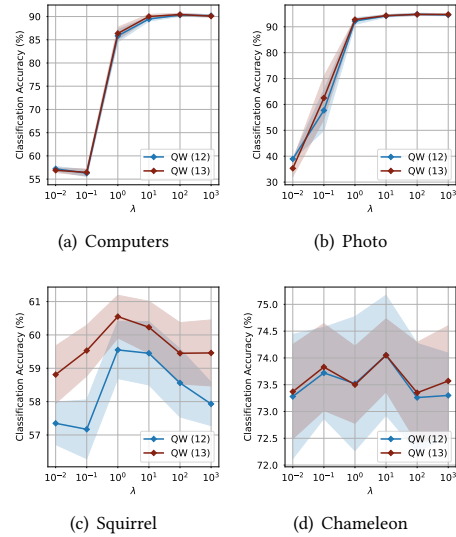 Classification Accuracy (%)
90
85
80
75
70
65
60
55
10⁻² 10⁻¹ 10⁰ 10¹ 10² 10³
λ
QW (12)
QW (13)
(a) Computers
Classification Accuracy (%)
90
80
70
60
50
40
30
10⁻² 10⁻¹ 10⁰ 10¹ 10² 10³
λ
QW (12)
QW (13)
(b) Photo
Classification Accuracy (%)
61
60
59
58
57
10⁻² 10⁻¹ 10⁰ 10¹ 10² 10³
λ
QW (12)
QW (13)
(c) Squirrel
Classification Accuracy (%)
75.0
74.5
74.0
73.5
73.0
72.5
72.0
10⁻² 10⁻¹ 10⁰ 10¹ 10² 10³
λ
QW (12)
QW (13)
(d) Chameleon